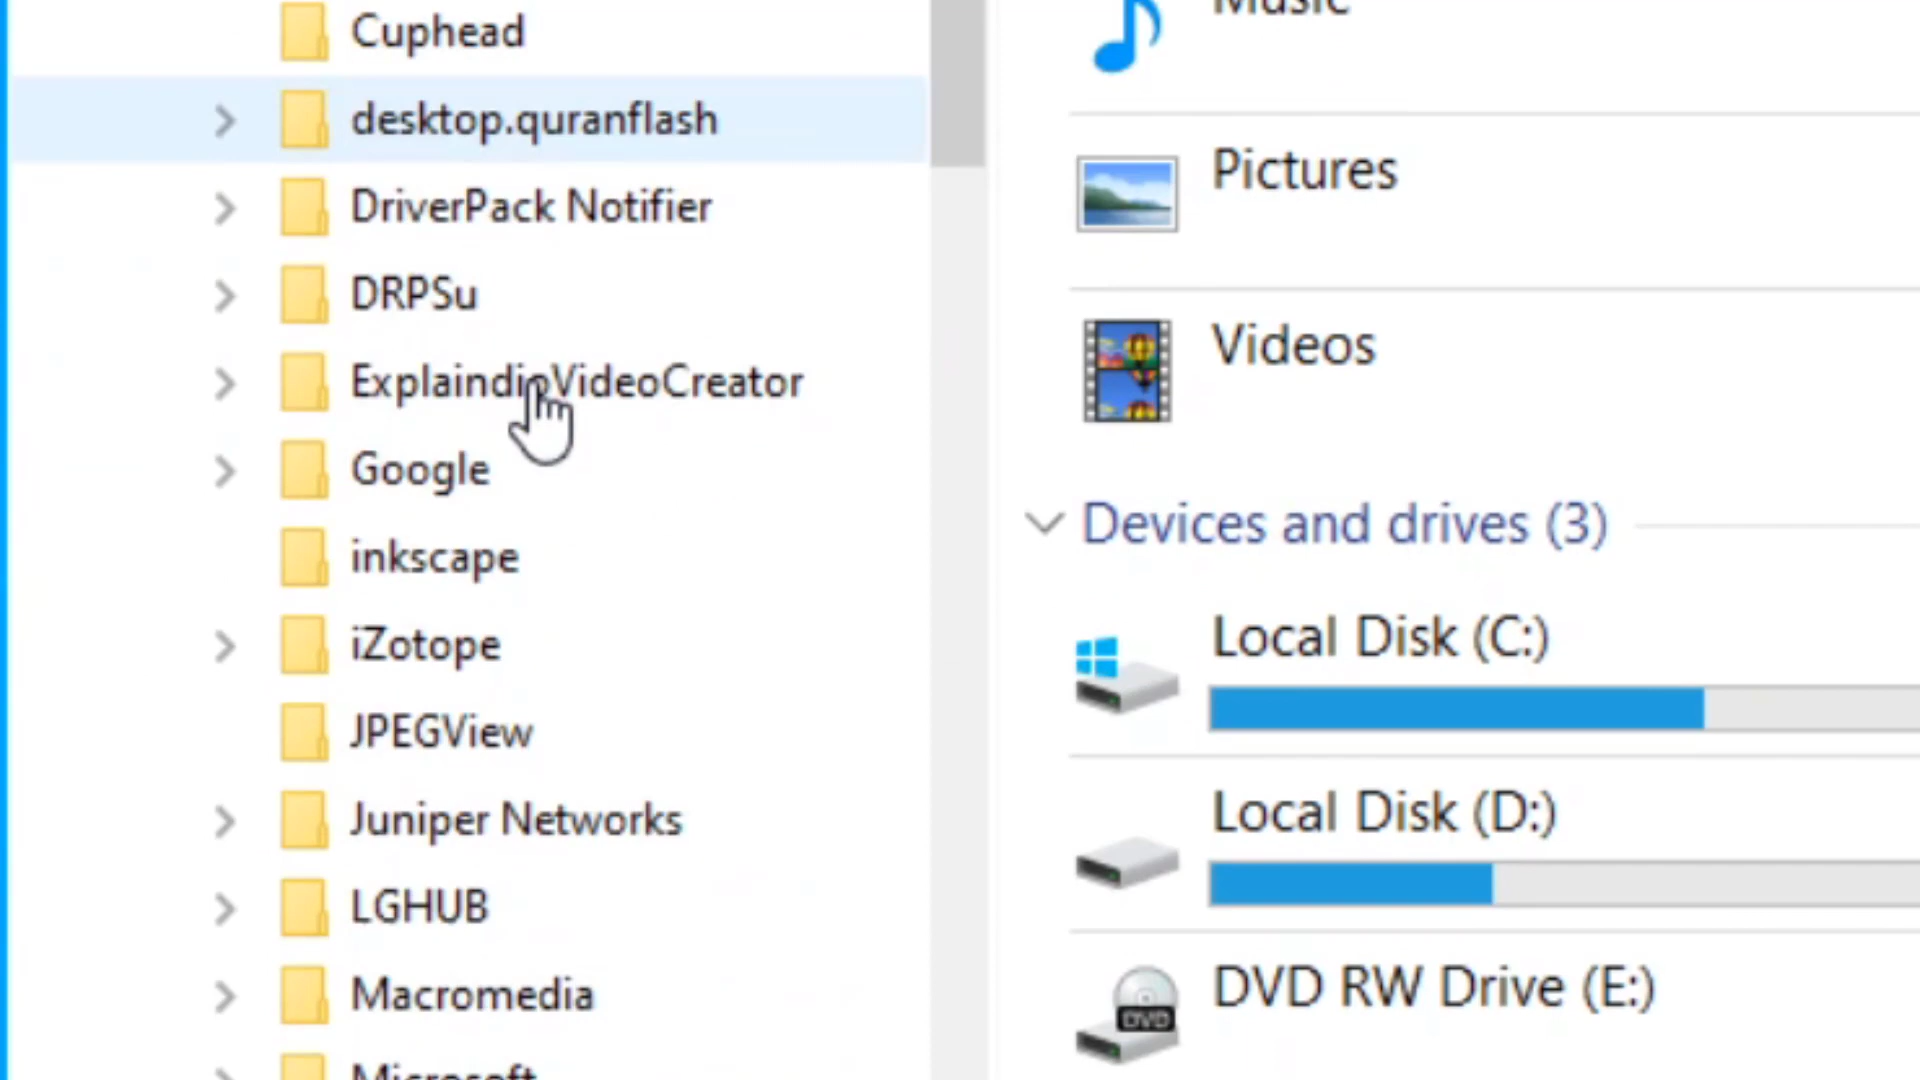 Cuphead
desktop.quranflash
DriverPack Notifier
DRPSu
ExplaindioVideoCreator
Google
inkscape
iZotope
JPEGView
Juniper Networks
LGHUB
Macromedia
Microsoft
Music
Pictures
Videos
Devices and drives (3)
Local Disk (C:)
Local Disk (D:)
DVD RW Drive (E:)
DVD